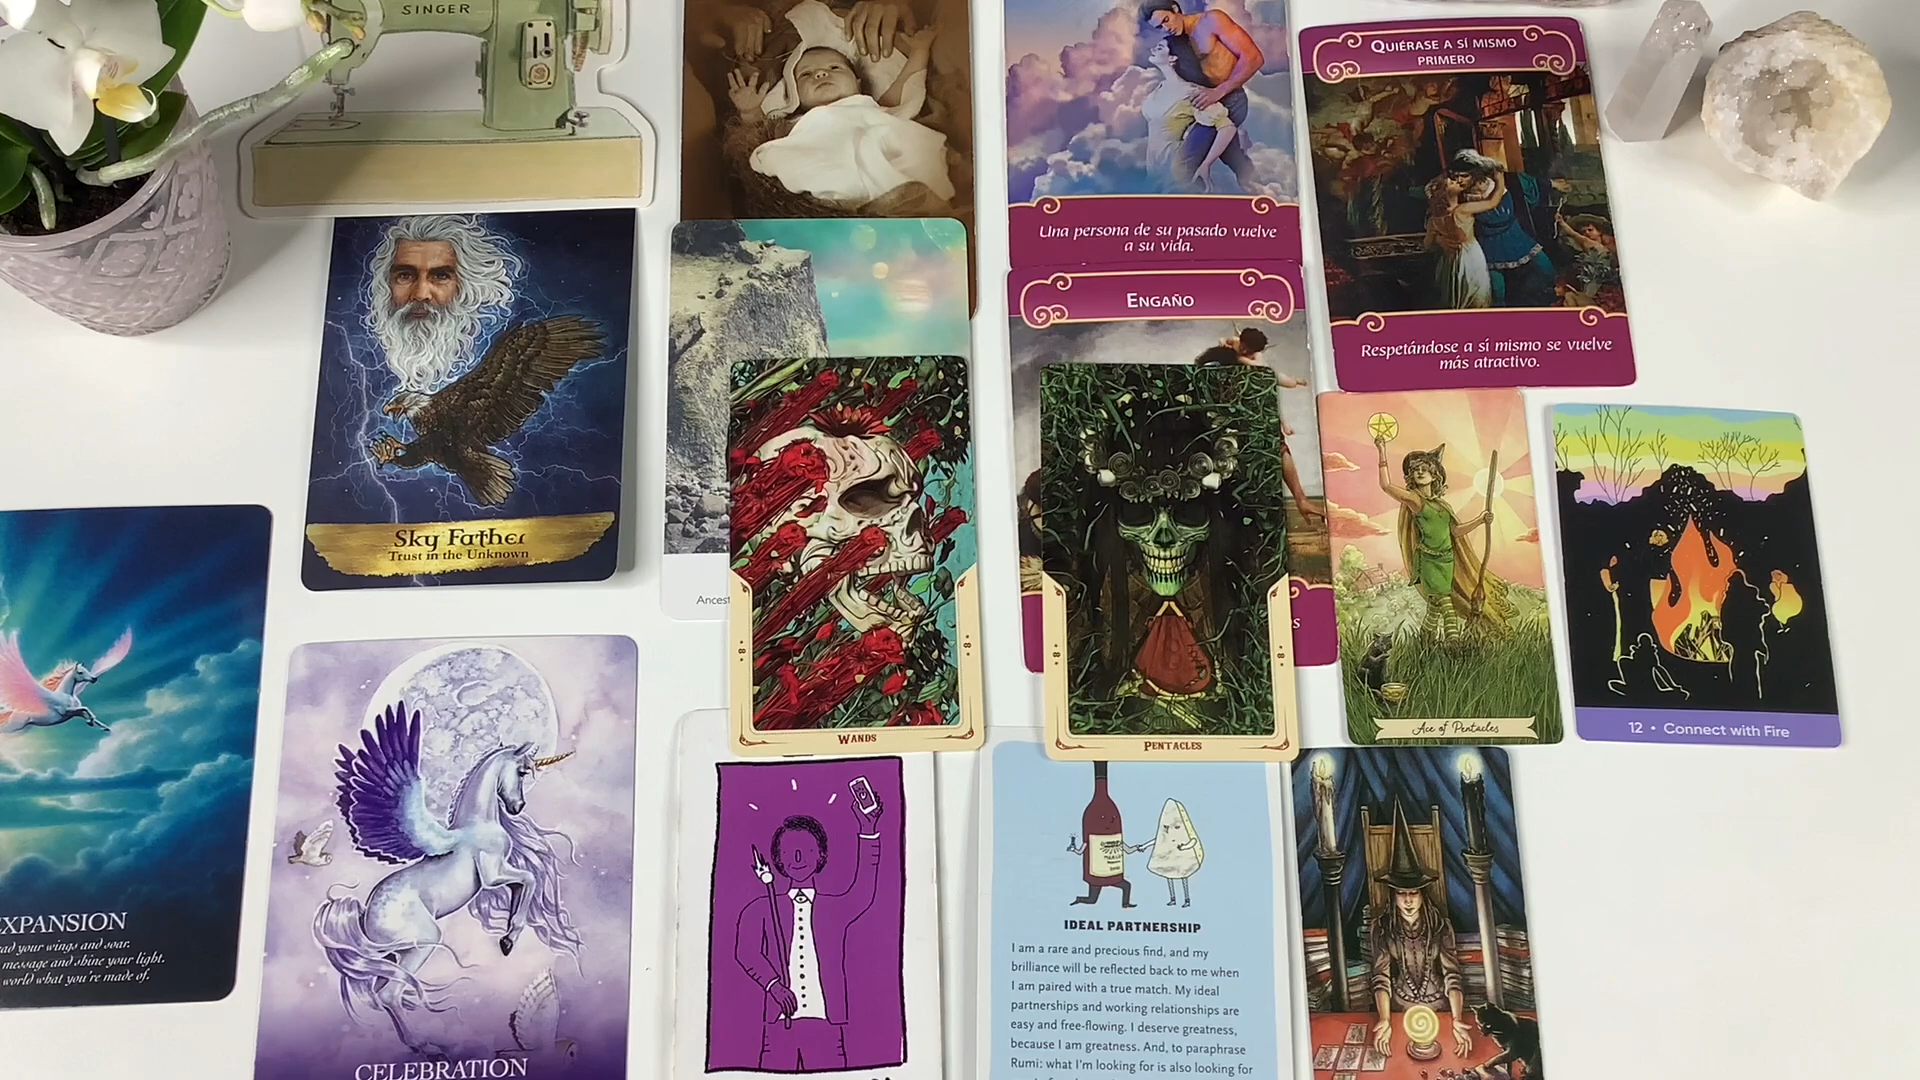 SINGER
QUIÉRASE A SÍ MISMO
PRIMERO
Una persona de su pasado vuelve
a su vida.
ENGAÑO
Respetándose a sí mismo se vuelve
más atractivo.
Sky Father
Trust in the Unknown
8
8
WANDS
8
8
PENTACLES
Ace of Pentacles
12 • Connect with Fire
EXPANSION
your wings and soar.
message and shine your light.
world what you're made of.
CELEBRATION
IDEAL PARTNERSHIP
I am a rare and precious find, and my
brilliance will be reflected back to me when
I am paired with a true match. My ideal
partnerships and working relationships are
easy and free-flowing. I deserve greatness,
because I am greatness. And, to paraphrase
Rumi: what I'm looking for is also looking for